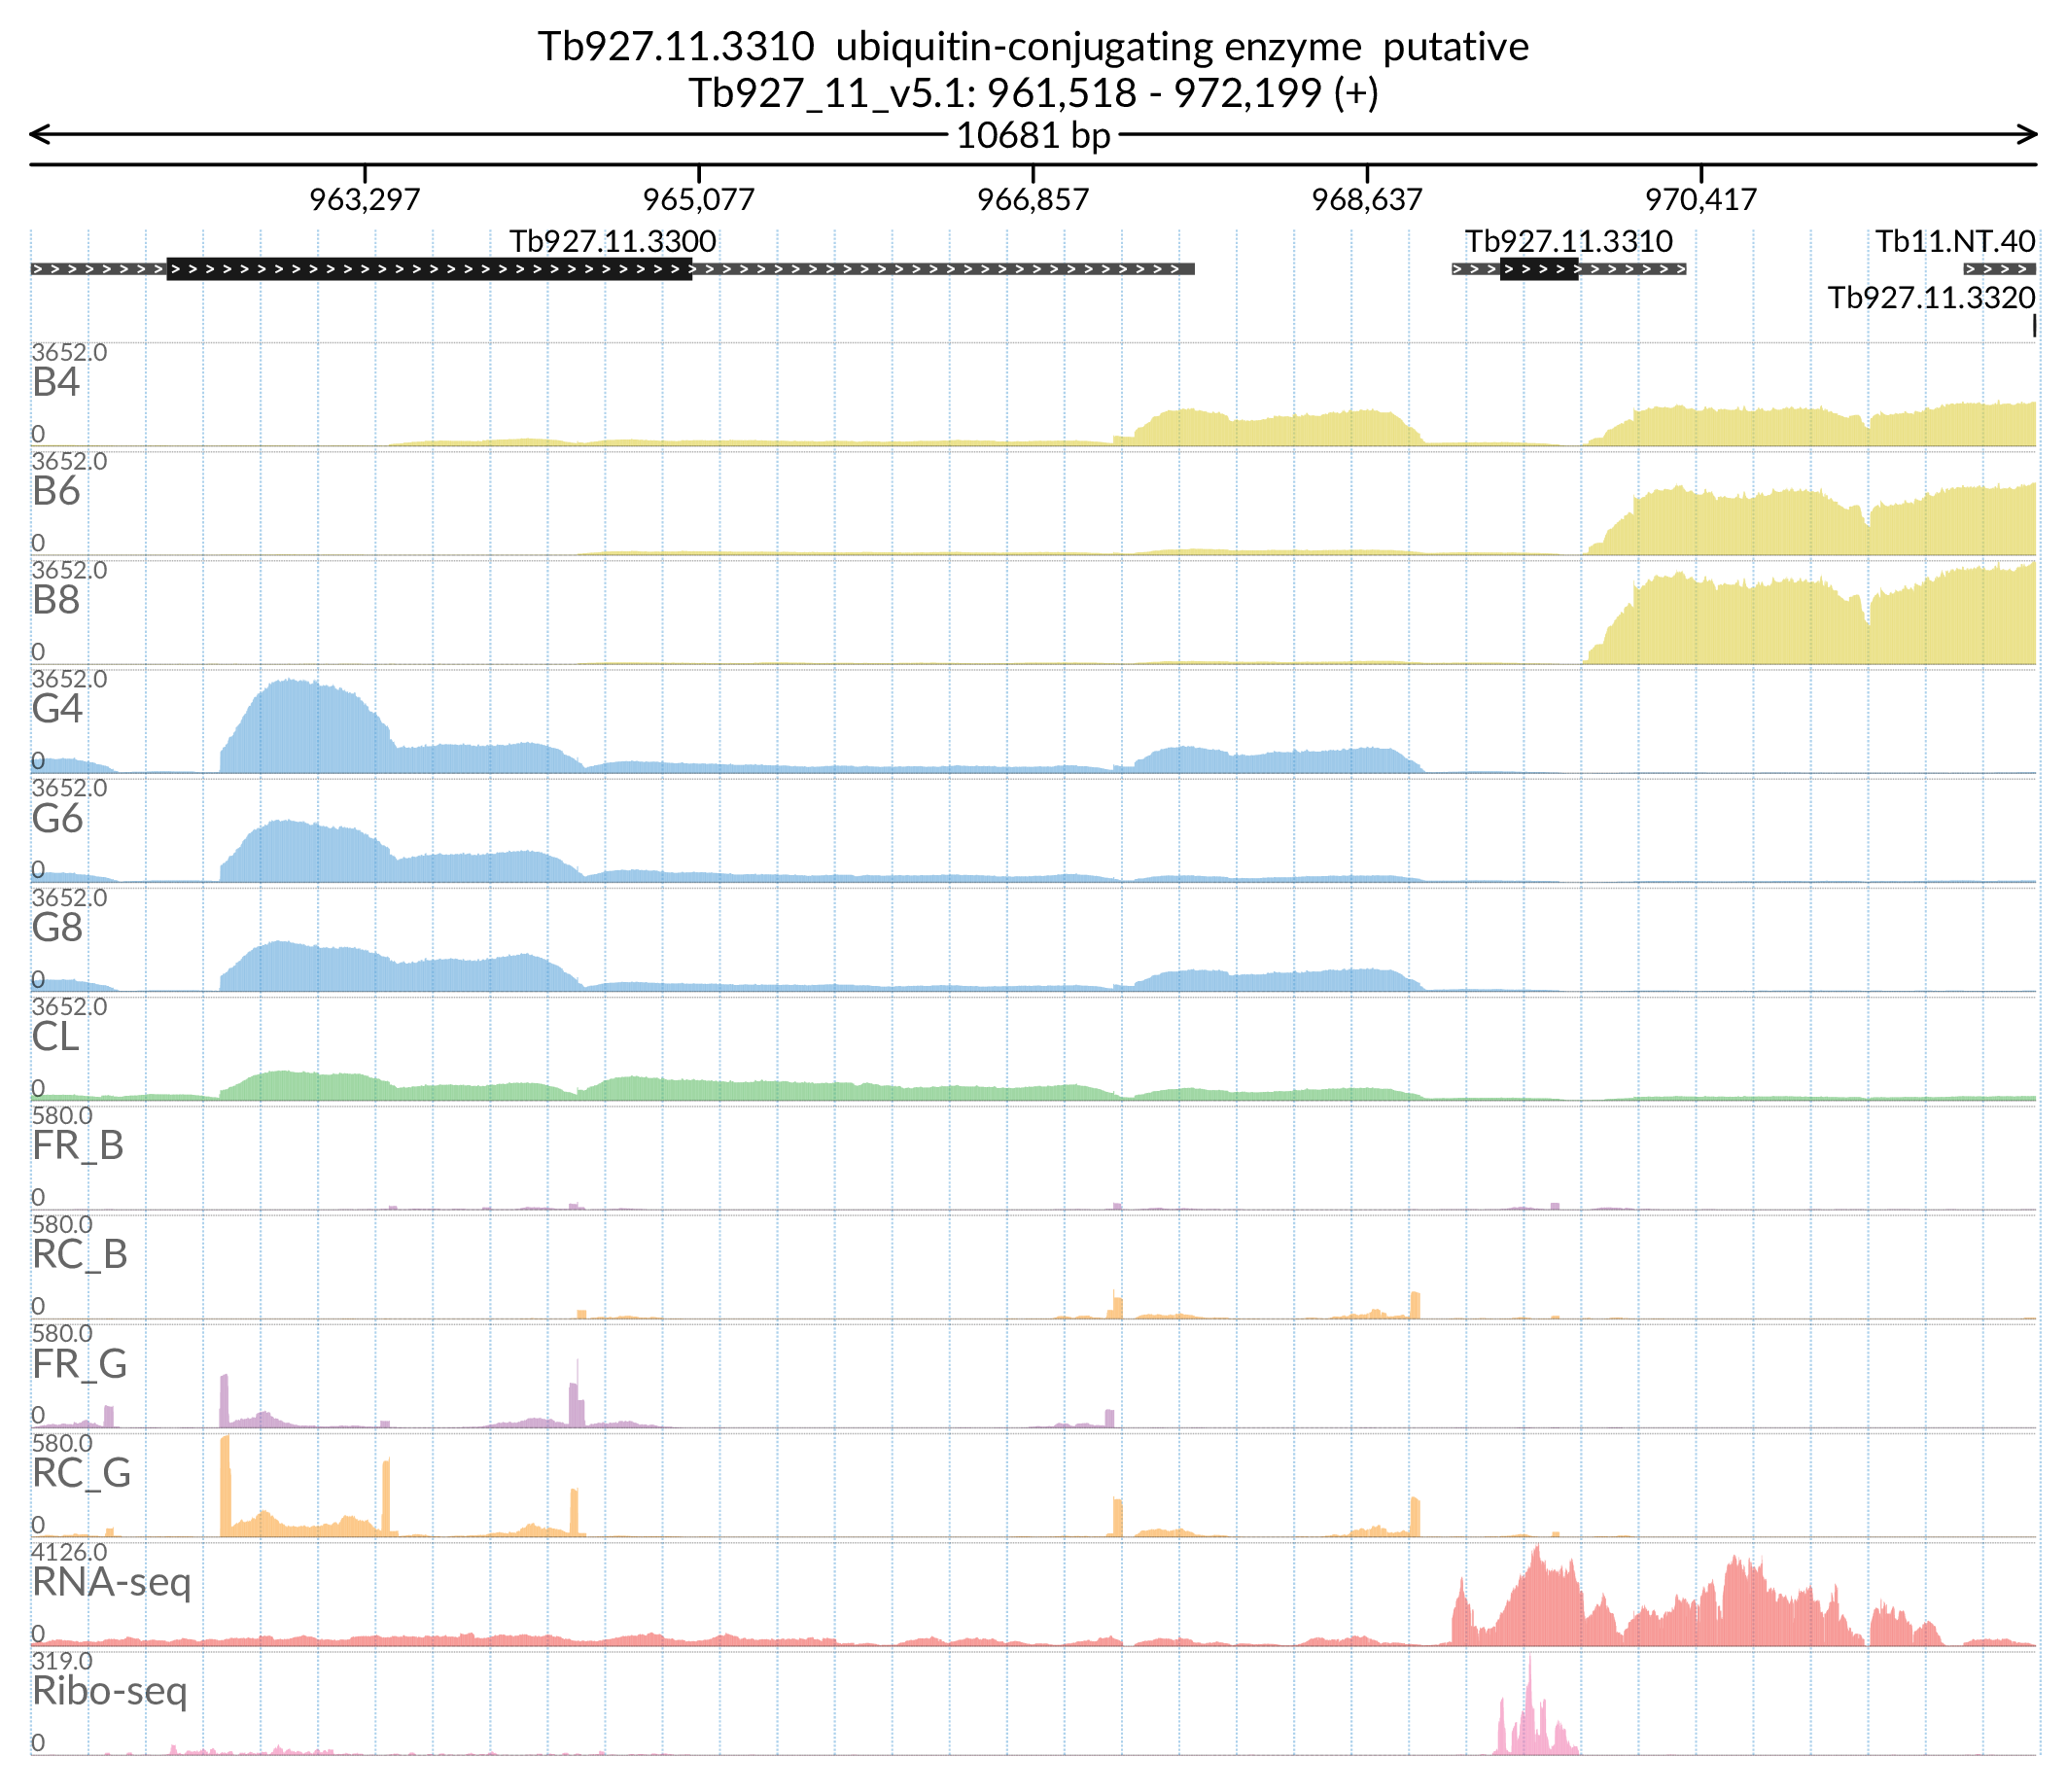 Tb927.11.3310 ubiquitin-conjugating enzyme putative
Tb927_11_v5.1: 961,518 - 972,199 (+)
10681 bp
963,297 965,077 966,857 968,637 970,417
Tb927.11.3300 Tb927.11.3310 Tb11.NT.40
Tb927.11.3320
3652.0
B4
0
3652.0
B6
0
3652.0
B8
0
3652.0
G4
0
3652.0
G6
0
3652.0
G8
0
3652.0
CL
0
580.0
FR_B
0
580.0
RC_B
0
580.0
FR_G
0
580.0
RC_G
0
4126.0
RNA-seq
0
319.0
Ribo-seq
0